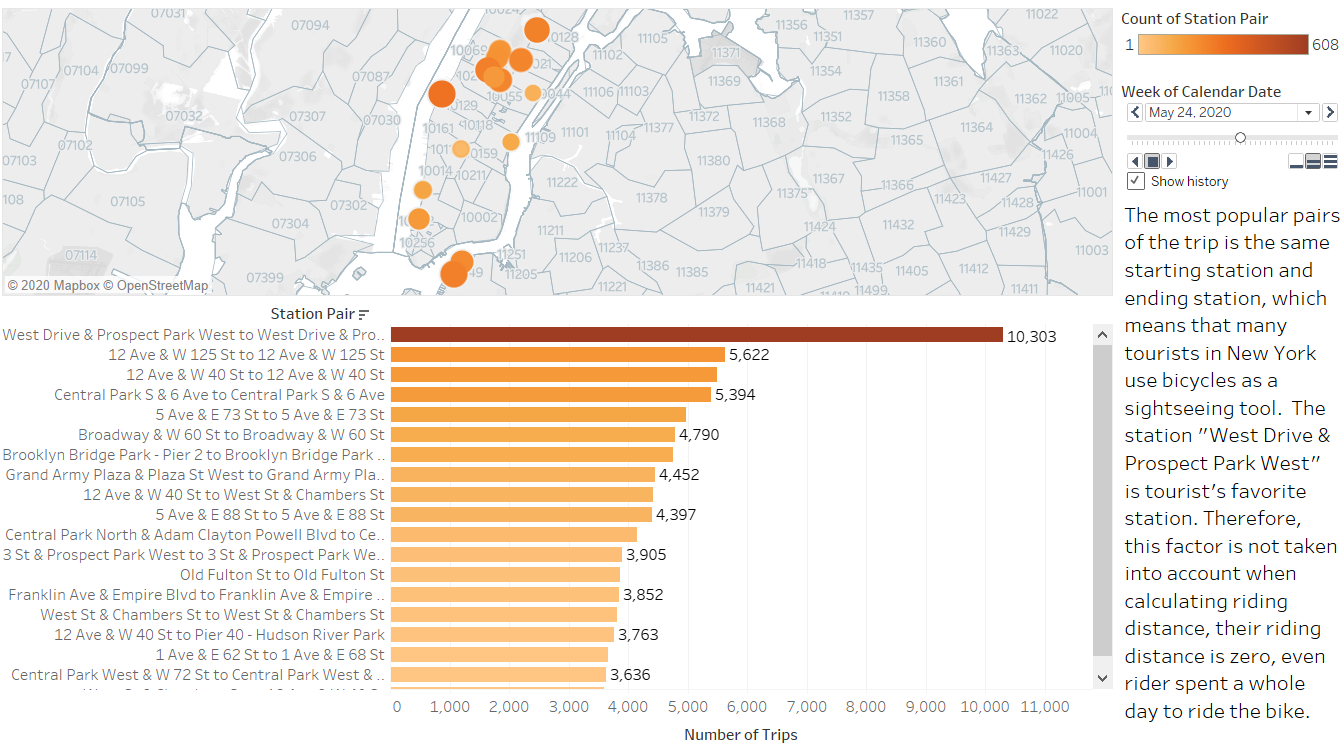 07031
07094
10024
10128
11105
11356
11357
11022
11354
11360
11363
11020
11371
07104
07099
10069
10021
11351
07107
07087
11369
11106
11103
11358
11362
11005
10055
10044
10129
07032
07307
07030
11372
11368
11352
11365
11364
11004
10161
10118
11109
11101
11104
11377
07102
07306
10159
11380
11426
07103
10014
10211
11222
11378
11375
11367
11366
11427
11423
11428
11001
07105
07302
108
07304
10002
11211
11379
11424
11432
11429
10256
11237
11003
07114
11251
11206
11386
11385
11418
11435
11405
11412
07399
11205
11221
11431
11499
11411
© 2020 Mapbox © OpenStreetMap
Count of Station Pair
1
608
Week of Calendar Date
May 24, 2020
Show history
The most popular pairs
of the trip is the same
starting station and
ending station, which
means that many
tourists in New York
use bicycles as a
sightseeing tool.  The
station "West Drive &
Prospect Park West"
is tourist's favorite
station. Therefore,
this factor is not taken
into account when
calculating riding
distance, their riding
distance is zero, even
rider spent a whole
day to ride the bike.
Station Pair
West Drive & Prospect Park West to West Drive & Pro.. 10,303
12 Ave & W 125 St to 12 Ave & W 125 St 5,622
12 Ave & W 40 St to 12 Ave & W 40 St
Central Park S & 6 Ave to Central Park S & 6 Ave 5,394
5 Ave & E 73 St to 5 Ave & E 73 St
Broadway & W 60 St to Broadway & W 60 St 4,790
Brooklyn Bridge Park - Pier 2 to Brooklyn Bridge Park ..
Grand Army Plaza & Plaza St West to Grand Army Pla.. 4,452
12 Ave & W 40 St to West St & Chambers St
5 Ave & E 88 St to 5 Ave & E 88 St 4,397
Central Park North & Adam Clayton Powell Blvd to Ce..
3 St & Prospect Park West to 3 St & Prospect Park We.. 3,905
Old Fulton St to Old Fulton St
Franklin Ave & Empire Blvd to Franklin Ave & Empire .. 3,852
West St & Chambers St to West St & Chambers St
12 Ave & W 40 St to Pier 40 - Hudson River Park 3,763
1 Ave & E 62 St to 1 Ave & E 68 St
Central Park West & W 72 St to Central Park West & .. 3,636
0 1,000 2,000 3,000 4,000 5,000 6,000 7,000 8,000 9,000 10,000 11,000
Number of Trips